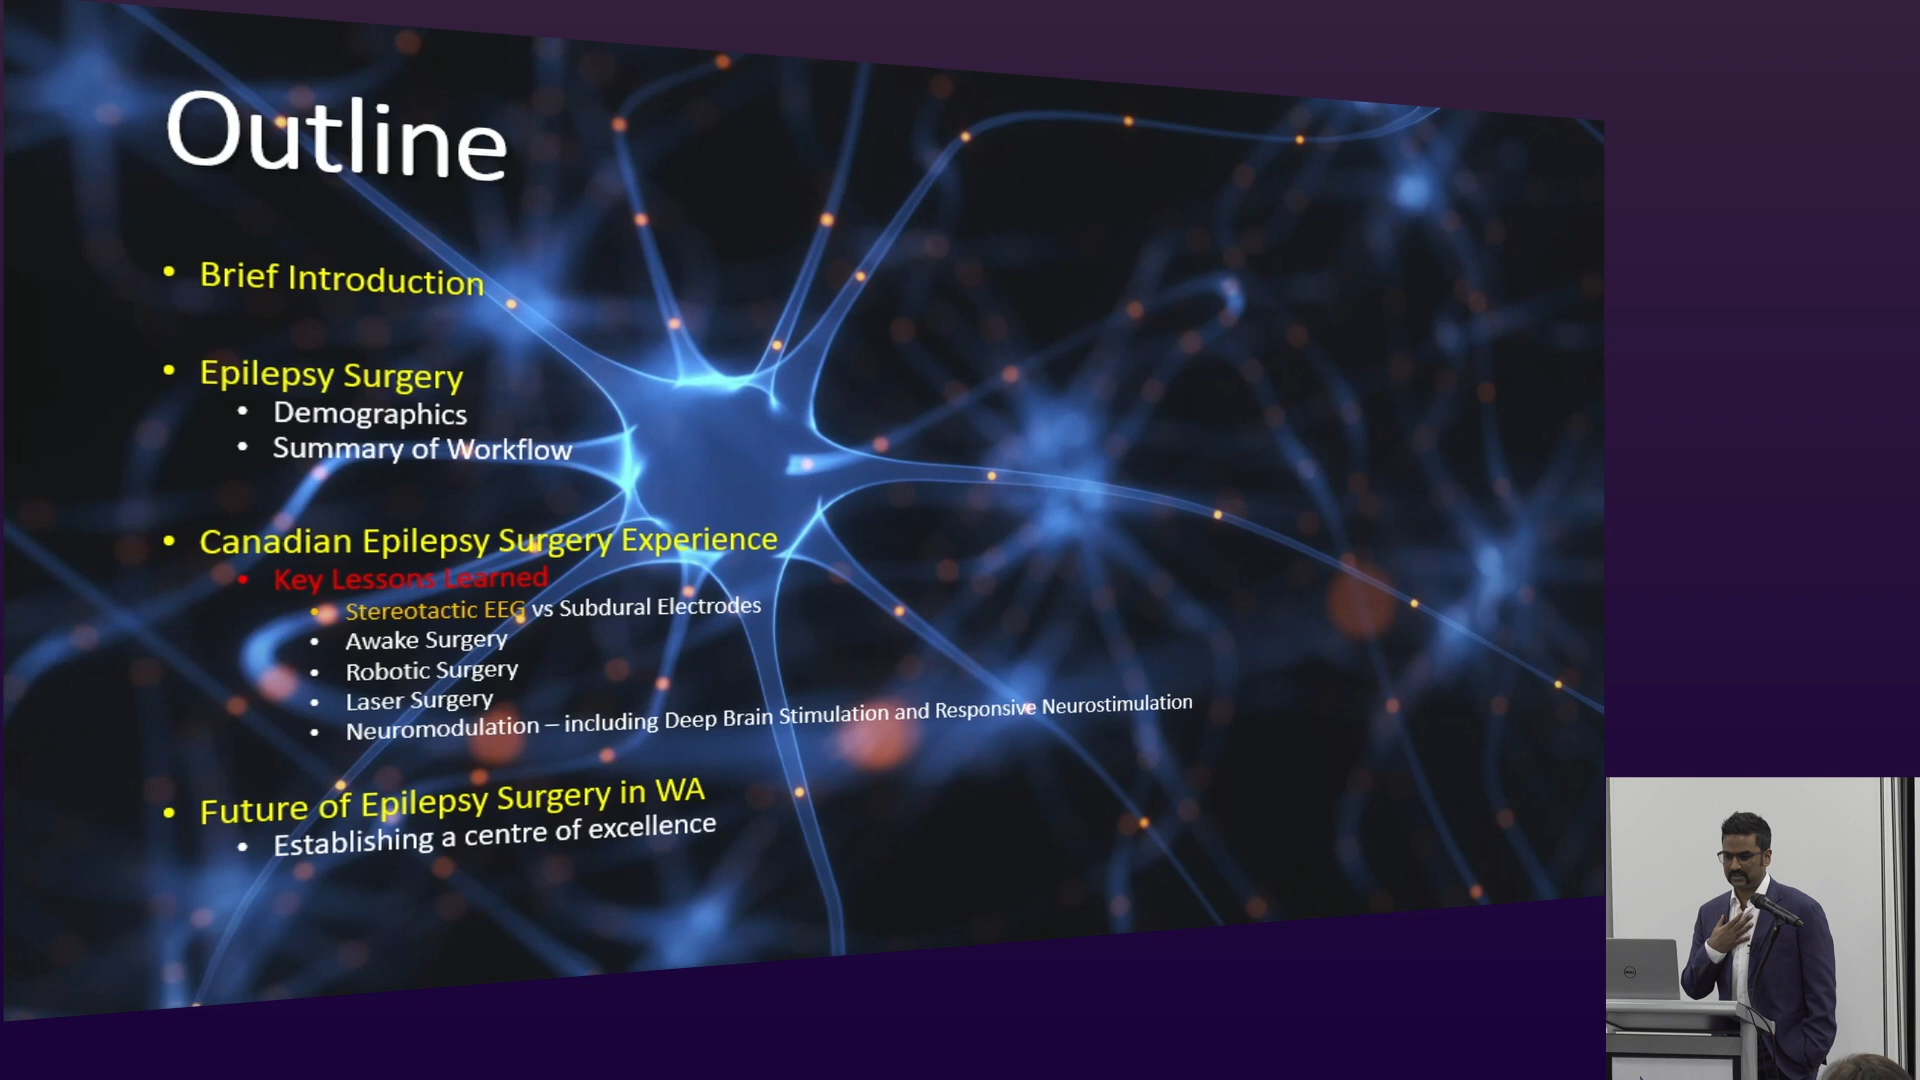 Outline
• Brief Introduction
• Epilepsy Surgery
• Demographics
• Summary of Workflow
• Canadian Epilepsy Surgery Experience
• Key Lessons Learned
• Stereotactic EEG vs Subdural Electrodes
• Awake Surgery
• Robotic Surgery
• Laser Surgery
• Neuromodulation – including Deep Brain Stimulation and Responsive Neurostimulation
• Future of Epilepsy Surgery in WA
• Establishing a centre of excellence